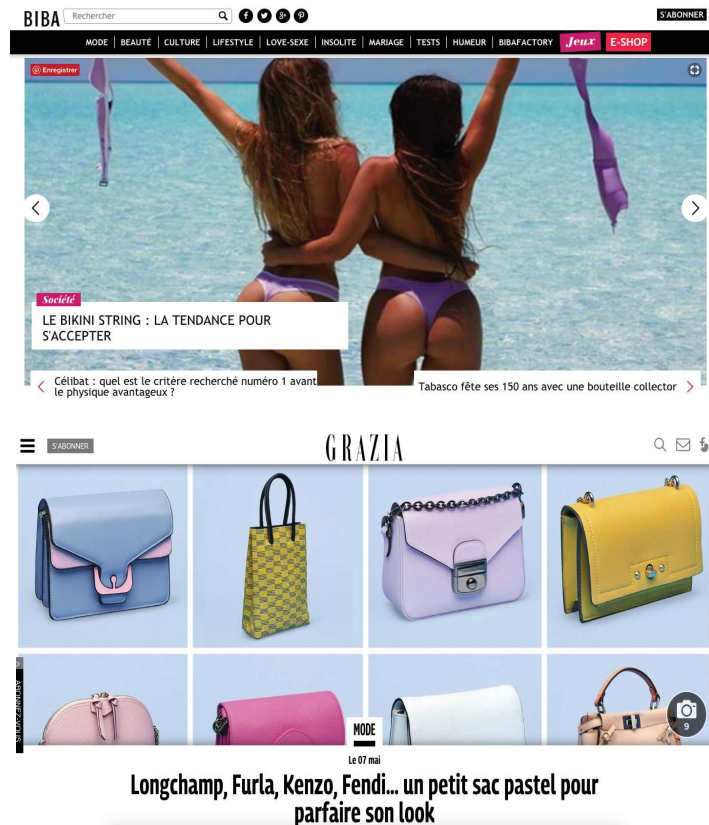 BIBA
Rechercher
S'ABONNER
MODE | BEAUTÉ | CULTURE | LIFESTYLE | LOVE-SEXE | INSOLITE | MARIAGE | TESTS | HUMEUR | BIBAFACTORY Jeux E-SHOP
Enregistrer
Société
LE BIKINI STRING : LA TENDANCE POUR
S'ACCEPTER
Célibat : quel est le critère recherché numéro 1 avant
le physique avantageux ?
Tabasco fête ses 150 ans avec une bouteille collector
S'ABONNER
GRAZIA
ABONNEZ-VOUS
9
MODE
Le 07 mai
Longchamp, Furla, Kenzo, Fendi... un petit sac pastel pour
parfaire son look